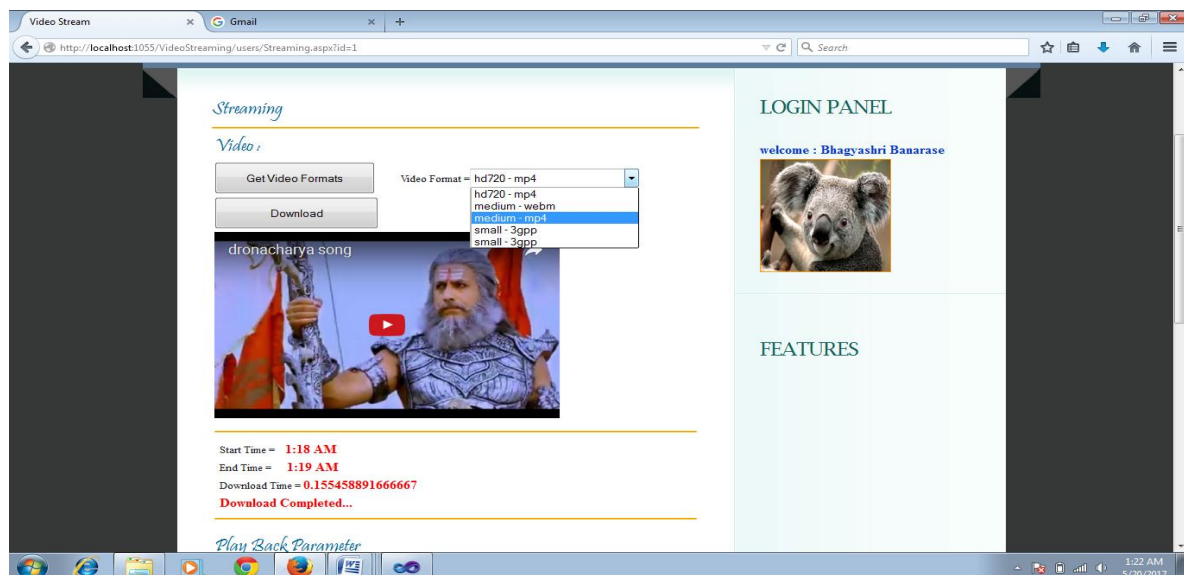 Video Stream
Gmail
http://localhost:1055/VideoStreaming/users/Streaming.aspx?id=1
Search
Streaming
Video :
Get Video Formats
Video Format = hd720 - mp4
hd720 - mp4
medium - webm
medium - mp4
small - 3gpp
small - 3gpp
Download
dronacharya song
Start Time = 1:18 AM
End Time = 1:19 AM
Download Time = 0.155458891666667
Download Completed...
Play Back Parameter
LOGIN PANEL
welcome : Bhagyashri Banarase
FEATURES
1:22 AM
5/20/2017